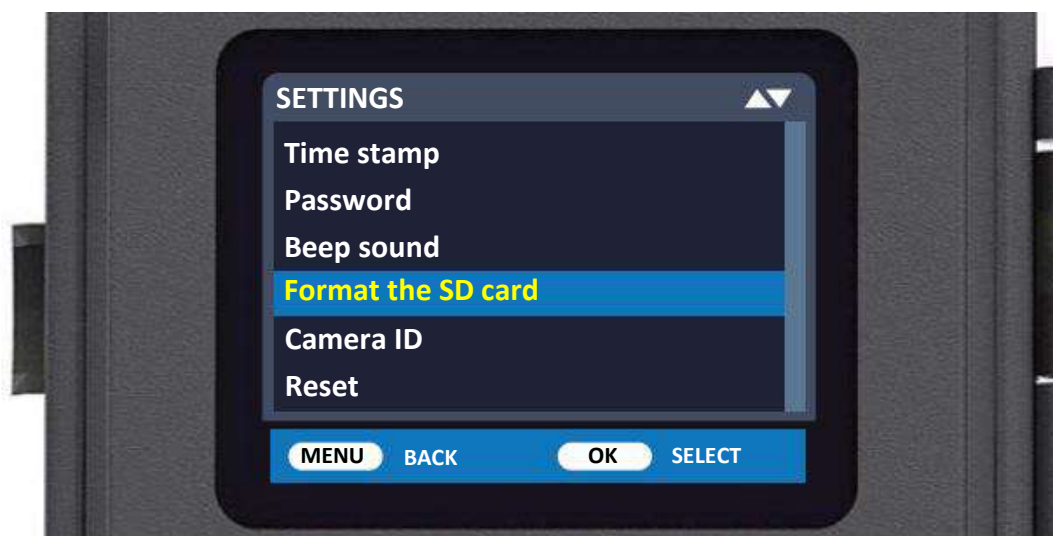 SETTINGS
Time stamp
Password
Beep sound
Format the SD card
Camera ID
Reset
MENU BACK OK SELECT